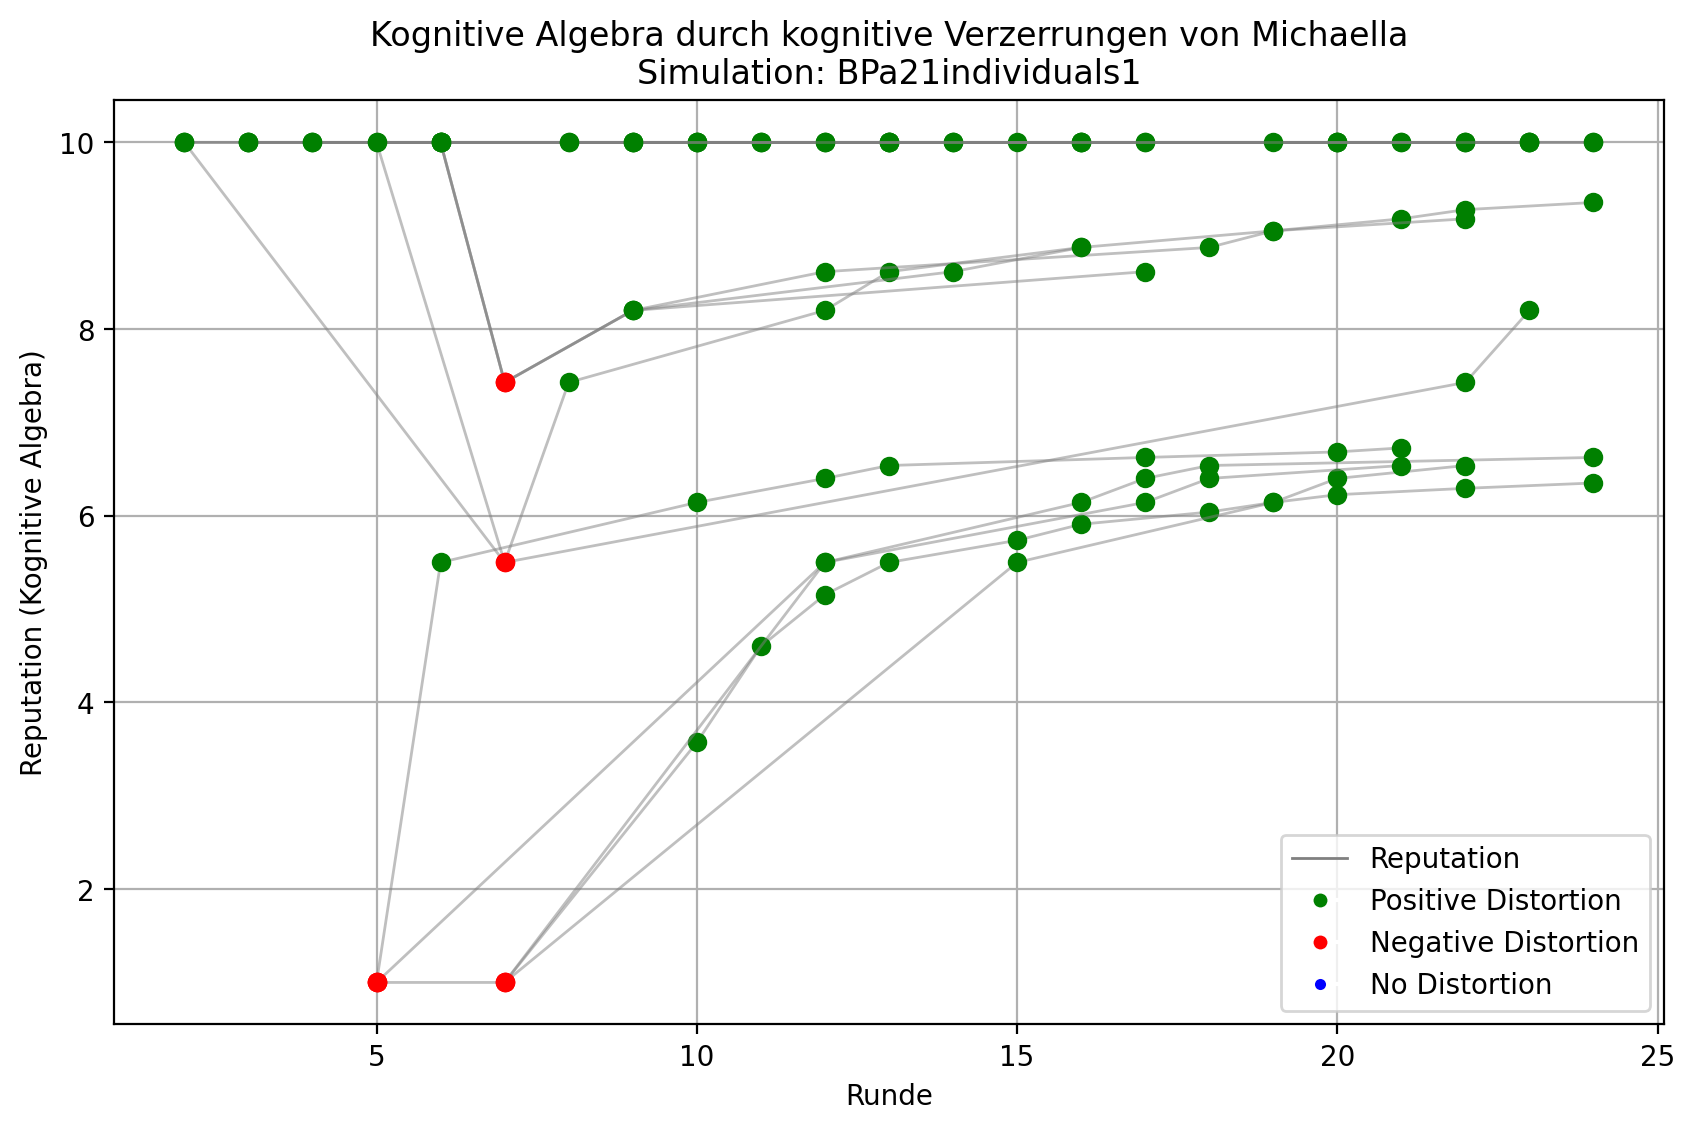 Kognitive Algebra durch kognitive Verzerrungen von Michaella
Simulation: BPa21individuals1
Reputation (Kognitive Algebra)
10
8
6
4
2
5
10
15
20
25
Runde
Reputation
Positive Distortion
Negative Distortion
No Distortion